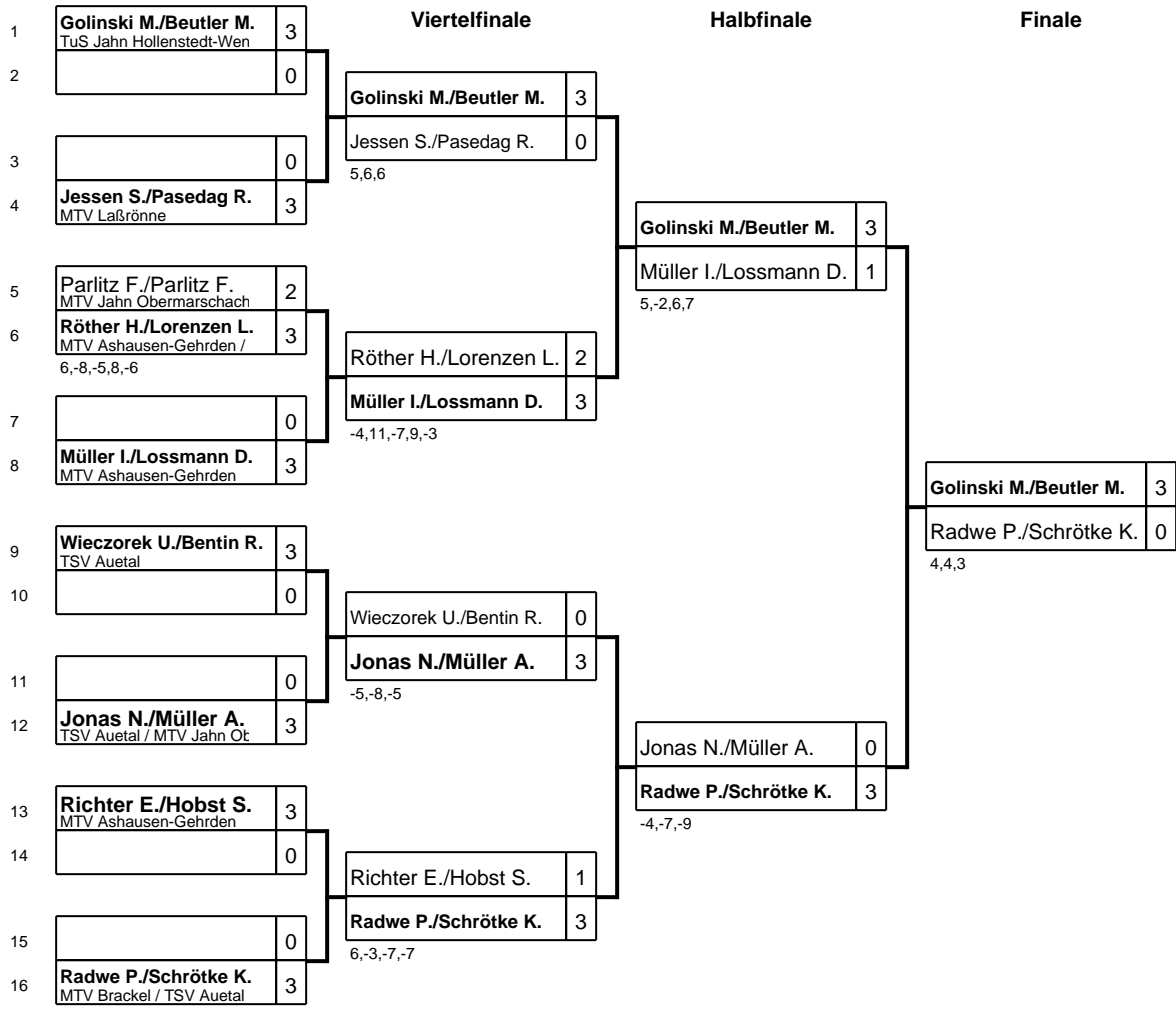 Viertelfinale
Halbfinale
Finale
1 Golinski M./Beutler M. 3
TuS Jahn Hollenstedt-Wen
2 0
3 0
4 Jessen S./Pasedag R. 3
MTV Laßrönne
5 Parlitz F./Parlitz F. 2
MTV Jahn Obermarschach
6 Röther H./Lorenzen L. 3
MTV Ashausen-Gehrden /
6,-8,-5,8,-6
7 0
8 Müller I./Lossmann D. 3
MTV Ashausen-Gehrden
9 Wieczorek U./Bentin R. 3
TSV Auetal
10 0
11 0
12 Jonas N./Müller A. 3
TSV Auetal / MTV Jahn Ob
13 Richter E./Hobst S. 3
MTV Ashausen-Gehrden
14 0
15 0
16 Radwe P./Schrötke K. 3
MTV Brackel / TSV Auetal
Golinski M./Beutler M. 3
Jessen S./Pasedag R. 0
5,6,6
Röther H./Lorenzen L. 2
Müller I./Lossmann D. 3
-4,11,-7,9,-3
Wieczorek U./Bentin R. 0
Jonas N./Müller A. 3
-5,-8,-5
Richter E./Hobst S. 1
Radwe P./Schrötke K. 3
6,-3,-7,-7
Golinski M./Beutler M. 3
Müller I./Lossmann D. 1
5,-2,6,7
Jonas N./Müller A. 0
Radwe P./Schrötke K. 3
-4,-7,-9
Golinski M./Beutler M. 3
Radwe P./Schrötke K. 0
4,4,3